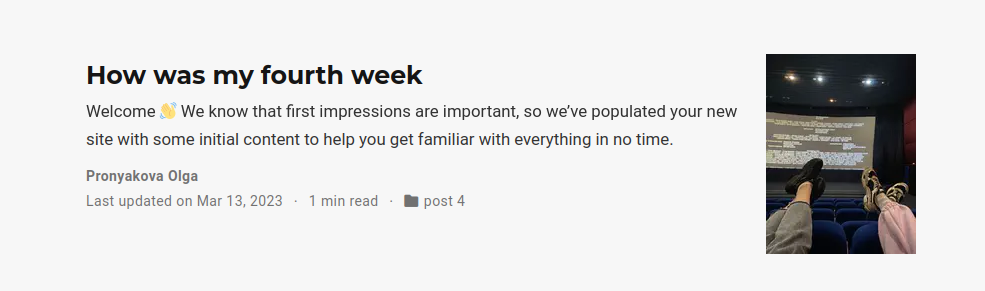 How was my fourth week
Welcome 👋 We know that first impressions are important, so we've populated your new
site with some initial content to help you get familiar with everything in no time.
Pronyakova Olga
Last updated on Mar 13, 2023 · 1 min read · post 4